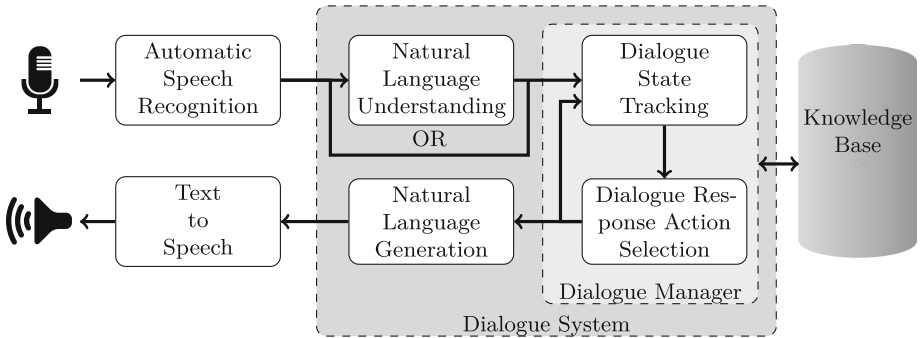 Automatic
Speech
Recognition
Natural
Language
Understanding
OR
Dialogue
State
Tracking
Knowledge
Base
Text
to
Speech
Natural
Language
Generation
Dialogue Res-
ponse Action
Selection
Dialogue Manager
Dialogue System